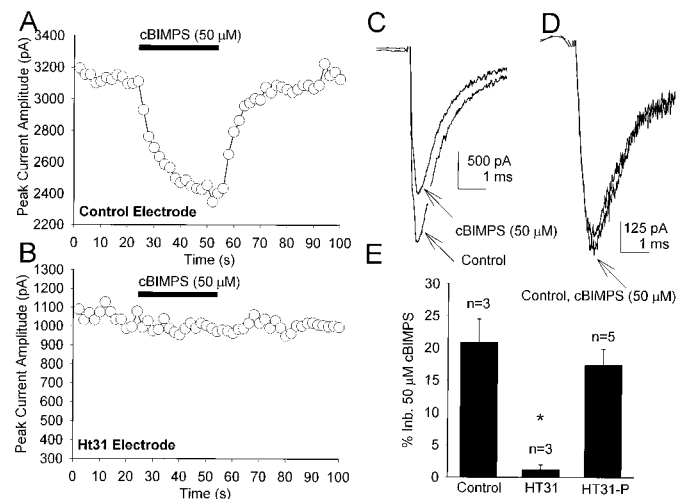 A
cBIMPS (50 µM)
Peak Current Amplitude (pA)
3400
3200
3000
2800
2600
2400
2200
Control Electrode
0 10 20 30 40 50 60 70 80 90 100
Time (s)
B
cBIMPS (50 µM)
Peak Current Amplitude (pA)
1300
1200
1100
1000
900
800
700
600
500
400
300
Ht31 Electrode
0 10 20 30 40 50 60 70 80 90 100
Time (s)
C
500 pA
1 ms
cBIMPS (50 µM)
Control
D
125 pA
1 ms
Control, cBIMPS (50 µM)
E
% Inb. 50 µM cBIMPS
30
25
20
15
10
5
0
n=3
*
n=3
n=5
Control HT31 HT31-P